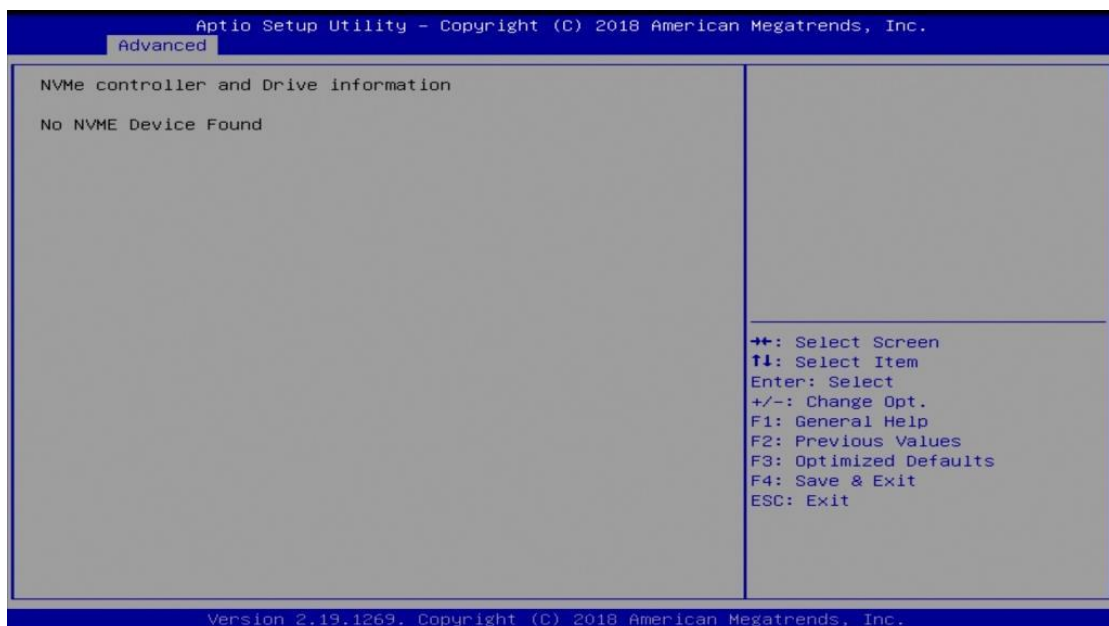 Aptio Setup Utility – Copyright (C) 2018 American Megatrends, Inc.
Advanced
NVMe controller and Drive information
No NVME Device Found
→←: Select Screen
↑↓: Select Item
Enter: Select
+/-: Change Opt.
F1: General Help
F2: Previous Values
F3: Optimized Defaults
F4: Save & Exit
ESC: Exit
Version 2.19.1269. Copyright (C) 2018 American Megatrends, Inc.